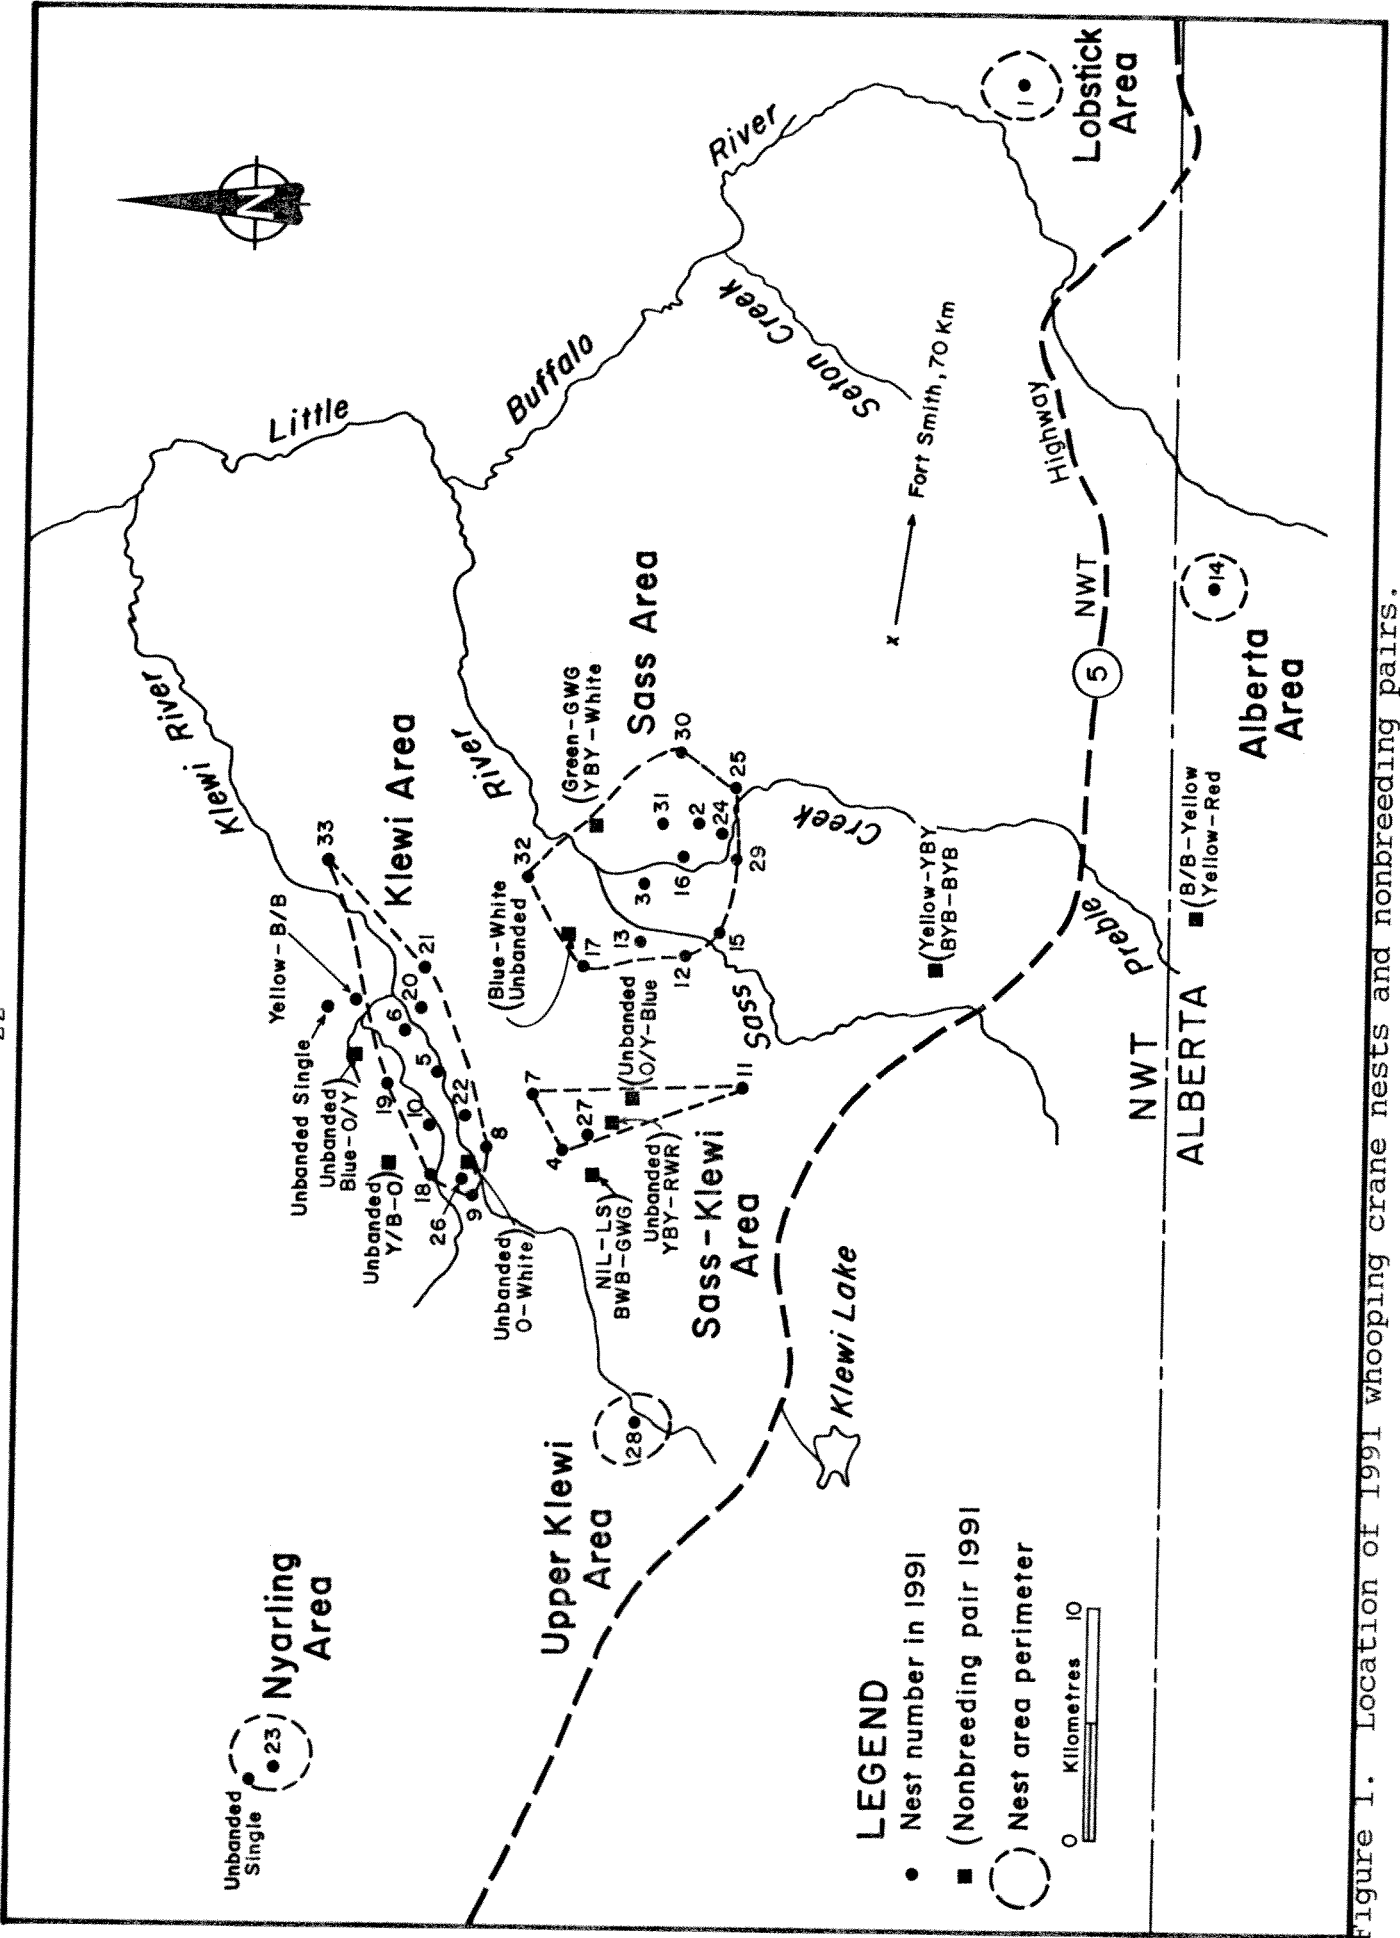 22
N
Nyarling
Area
Unbanded
Single
23
Upper Klewi
Area
28
Klewi River
Little
Buffalo
River
River
Seton Creek
Lobstick
Area
1
Klewi Area
33
Yellow-B/B
Unbanded Single
Unbanded)
Blue-O/Y)
Unbanded)
Y/B-O)
Unbanded)
O-White)
21
20
6
5
19
10
22
18
26
9
8
Sass Area
(Green-GWG
(YBY-White
(Blue-White
(Unbanded
32
30
31
25
2
24
16
29
3
17
13
15
12
Sass
Creek
Preble
(Unbanded
(O/Y-Blue
7
11
27
4
NIL-LS)
BWB-GWG)
Unbanded)
YBY-RWR)
Sass-Klewi
Area
(Yellow-YBY
(BYB-BYB
x
Fort Smith, 70 Km
Highway
5
NWT
Klewi Lake
NWT
ALBERTA
(B/B-Yellow
(Yellow-Red
14
Alberta
Area
LEGEND
Nest number in 1991
(Nonbreeding pair 1991
Nest area perimeter
0 Kilometres 10
Figure 1. Location of 1991 whooping crane nests and nonbreeding pairs.